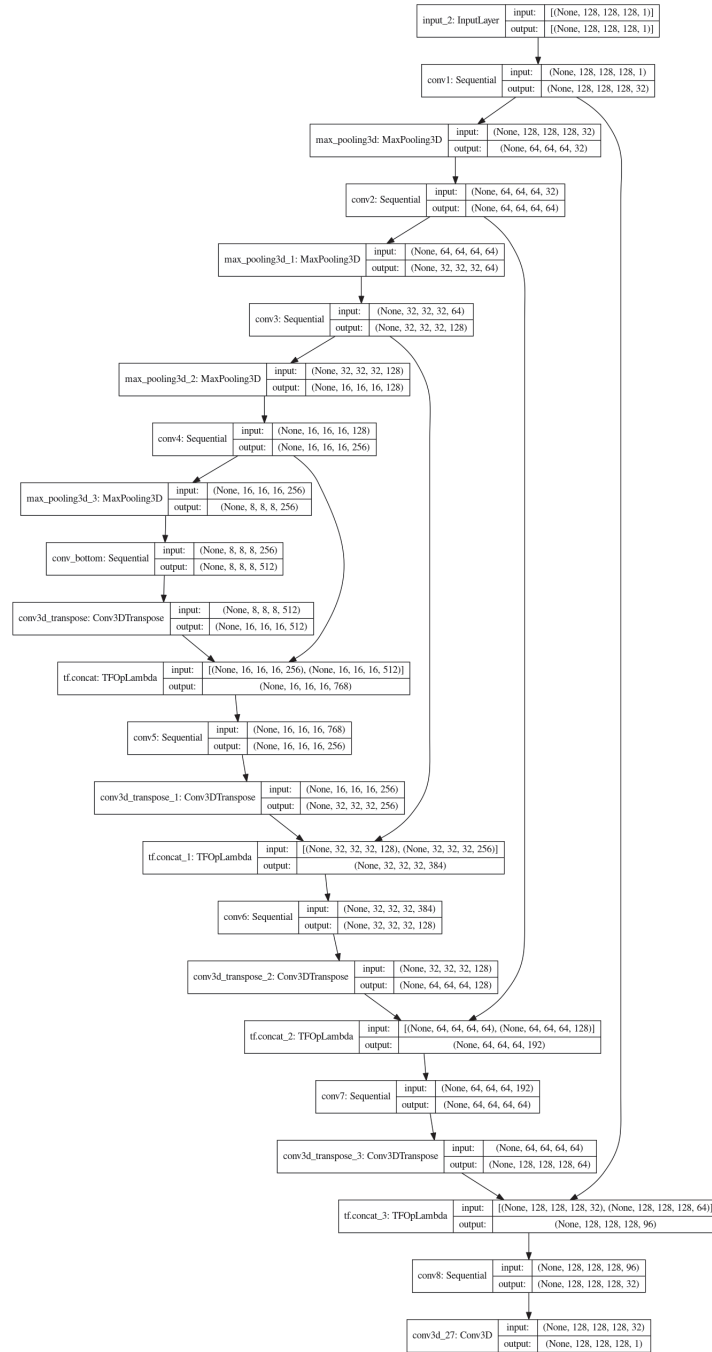 input_2: InputLayer
input: [(None, 128, 128, 128, 1)]
output: [(None, 128, 128, 128, 1)]
conv1: Sequential
input: (None, 128, 128, 128, 1)
output: (None, 128, 128, 128, 32)
max_pooling3d: MaxPooling3D
input: (None, 128, 128, 128, 32)
output: (None, 64, 64, 64, 32)
conv2: Sequential
input: (None, 64, 64, 64, 32)
output: (None, 64, 64, 64, 64)
max_pooling3d_1: MaxPooling3D
input: (None, 64, 64, 64, 64)
output: (None, 32, 32, 32, 64)
conv3: Sequential
input: (None, 32, 32, 32, 64)
output: (None, 32, 32, 32, 128)
max_pooling3d_2: MaxPooling3D
input: (None, 32, 32, 32, 128)
output: (None, 16, 16, 16, 128)
conv4: Sequential
input: (None, 16, 16, 16, 128)
output: (None, 16, 16, 16, 256)
max_pooling3d_3: MaxPooling3D
input: (None, 16, 16, 16, 256)
output: (None, 8, 8, 8, 256)
conv_bottom: Sequential
input: (None, 8, 8, 8, 256)
output: (None, 8, 8, 8, 512)
conv3d_transpose: Conv3DTranspose
input: (None, 8, 8, 8, 512)
output: (None, 16, 16, 16, 512)
tf.concat: TFOpLambda
input: [(None, 16, 16, 16, 256), (None, 16, 16, 16, 512)]
output: (None, 16, 16, 16, 768)
conv5: Sequential
input: (None, 16, 16, 16, 768)
output: (None, 16, 16, 16, 256)
conv3d_transpose_1: Conv3DTranspose
input: (None, 16, 16, 16, 256)
output: (None, 32, 32, 32, 256)
tf.concat_1: TFOpLambda
input: [(None, 32, 32, 32, 128), (None, 32, 32, 32, 256)]
output: (None, 32, 32, 32, 384)
conv6: Sequential
input: (None, 32, 32, 32, 384)
output: (None, 32, 32, 32, 128)
conv3d_transpose_2: Conv3DTranspose
input: (None, 32, 32, 32, 128)
output: (None, 64, 64, 64, 128)
tf.concat_2: TFOpLambda
input: [(None, 64, 64, 64, 64), (None, 64, 64, 64, 128)]
output: (None, 64, 64, 64, 192)
conv7: Sequential
input: (None, 64, 64, 64, 192)
output: (None, 64, 64, 64, 64)
conv3d_transpose_3: Conv3DTranspose
input: (None, 64, 64, 64, 64)
output: (None, 128, 128, 128, 64)
tf.concat_3: TFOpLambda
input: [(None, 128, 128, 128, 32), (None, 128, 128, 128, 64)]
output: (None, 128, 128, 128, 96)
conv8: Sequential
input: (None, 128, 128, 128, 96)
output: (None, 128, 128, 128, 32)
conv3d_27: Conv3D
input: (None, 128, 128, 128, 32)
output: (None, 128, 128, 128, 1)